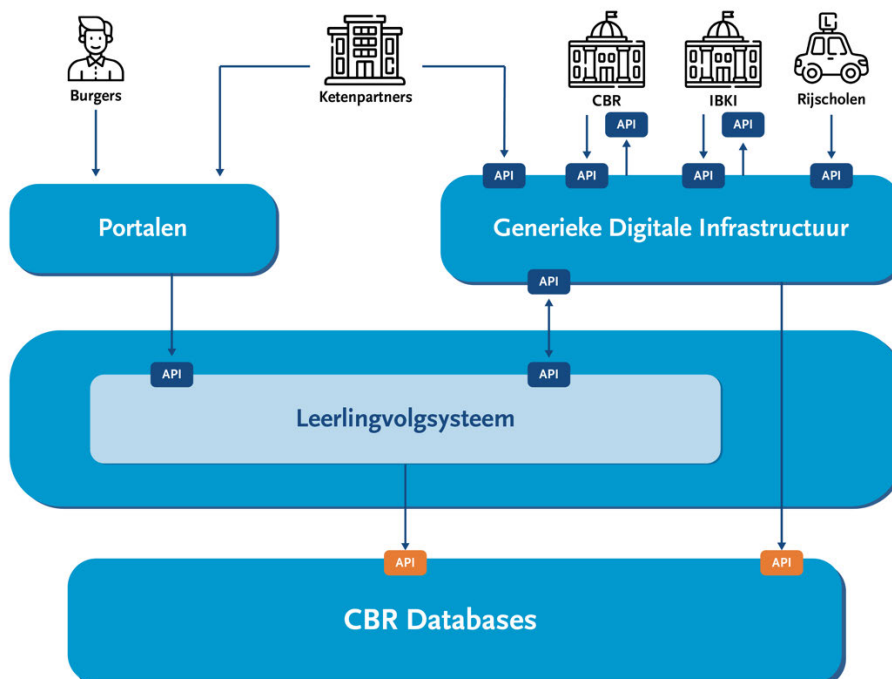 L
Burgers
Ketenpartners
CBR
IBKI
Rijscholen
API
API
API
API
API
API
Portalen
Generieke Digitale Infrastructuur
API
API
API
Leerlingvolgsysteem
API
API
CBR Databases